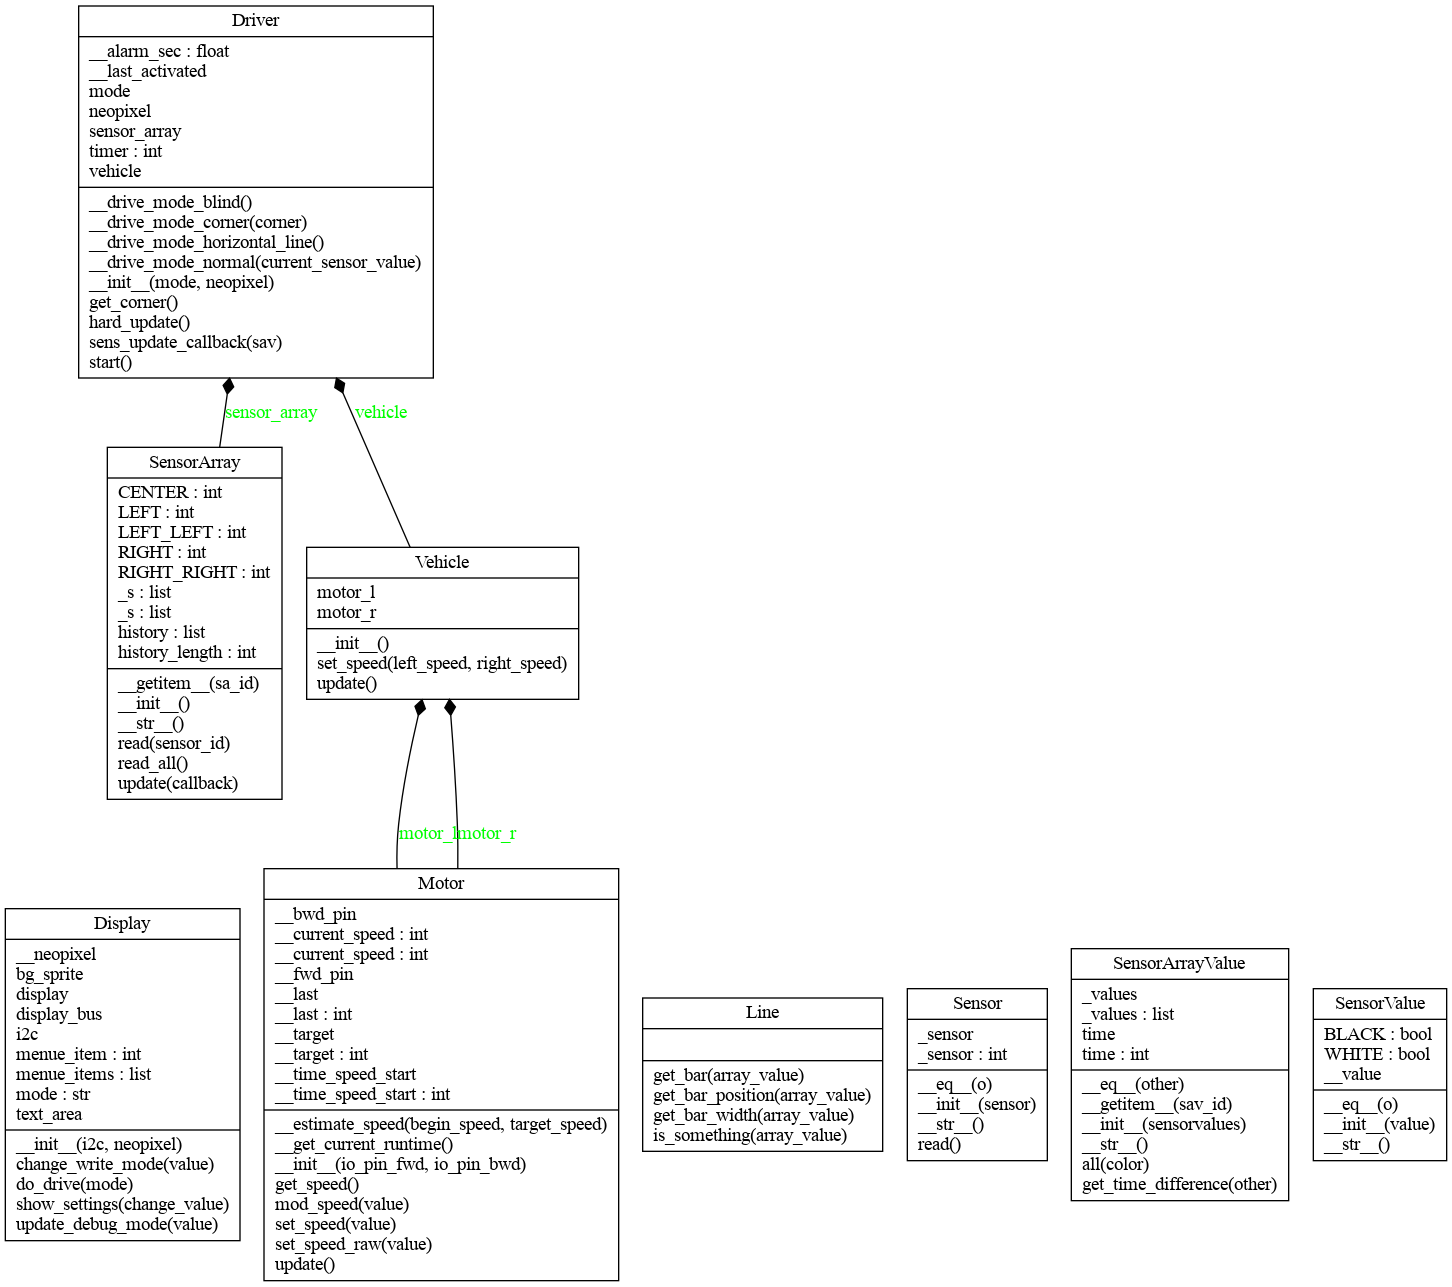 Driver
__alarm_sec : float
__last_activated
mode
neopixel
sensor_array
timer : int
vehicle
__drive_mode_blind()
__drive_mode_corner(corner)
__drive_mode_horizontal_line()
__drive_mode_normal(current_sensor_value)
__init__(mode, neopixel)
get_corner()
hard_update()
sens_update_callback(sav)
start()
sensor_array
vehicle
SensorArray
CENTER : int
LEFT : int
LEFT_LEFT : int
RIGHT : int
RIGHT_RIGHT : int
_s : list
_s : list
history : list
history_length : int
__getitem__(sa_id)
__init__()
__str__()
read(sensor_id)
read_all()
update(callback)
Vehicle
motor_l
motor_r
__init__()
set_speed(left_speed, right_speed)
update()
motor_l
motor_r
Display
__neopixel
bg_sprite
display
display_bus
i2c
menue_item : int
menue_items : list
mode : str
text_area
__init__(i2c, neopixel)
change_write_mode(value)
do_drive(mode)
show_settings(change_value)
update_debug_mode(value)
Motor
__bwd_pin
__current_speed : int
__current_speed : int
__fwd_pin
__last
__last : int
__target
__target : int
__time_speed_start
__time_speed_start : int
__estimate_speed(begin_speed, target_speed)
__get_current_runtime()
__init__(io_pin_fwd, io_pin_bwd)
get_speed()
mod_speed(value)
set_speed(value)
set_speed_raw(value)
update()
Line
get_bar(array_value)
get_bar_position(array_value)
get_bar_width(array_value)
is_something(array_value)
Sensor
_sensor
_sensor : int
__eq__(o)
__init__(sensor)
__str__()
read()
SensorArrayValue
_values
_values : list
time
time : int
__eq__(other)
__getitem__(sav_id)
__init__(sensorvalues)
__str__()
all(color)
get_time_difference(other)
SensorValue
BLACK : bool
WHITE : bool
__value
__eq__(o)
__init__(value)
__str__()